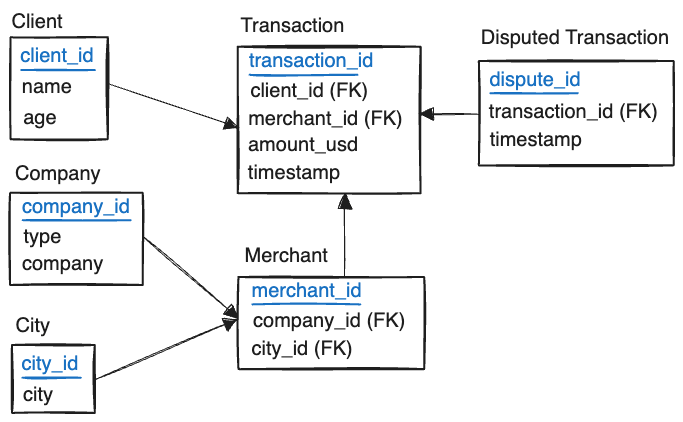 Client
client_id
name
age
Transaction
transaction_id
client_id (FK)
merchant_id (FK)
amount_usd
timestamp
Disputed Transaction
dispute_id
transaction_id (FK)
timestamp
Company
company_id
type
company
Merchant
merchant_id
company_id (FK)
city_id (FK)
City
city_id
city